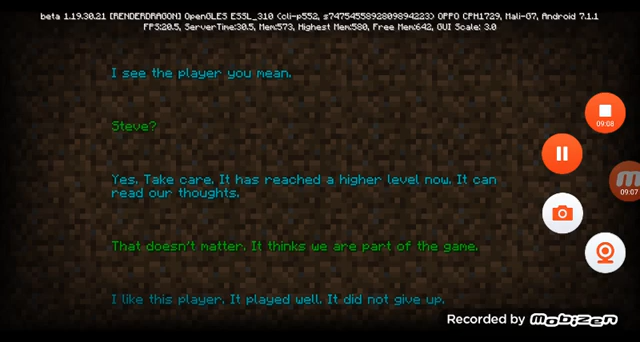 beta 1.19.30.21 [RENDERDRAGON] OpenGLES ESSL_310 (cli-p552, s7475455892809894223) OPPO CPH1729, Mali-G7, Android 7.1.1
FPS:20.5, ServerTime:30.5, Mem:573, Highest Mem:580, Free Mem:642, GUI Scale: 3.0
I see the player you mean.
Steve?
Yes. Take care. It has reached a higher level now. It can
read our thoughts.
That doesn't matter. It thinks we are part of the game.
I like this player. It played well. It did not give up.
09:08
09:07
Recorded by Mobizen